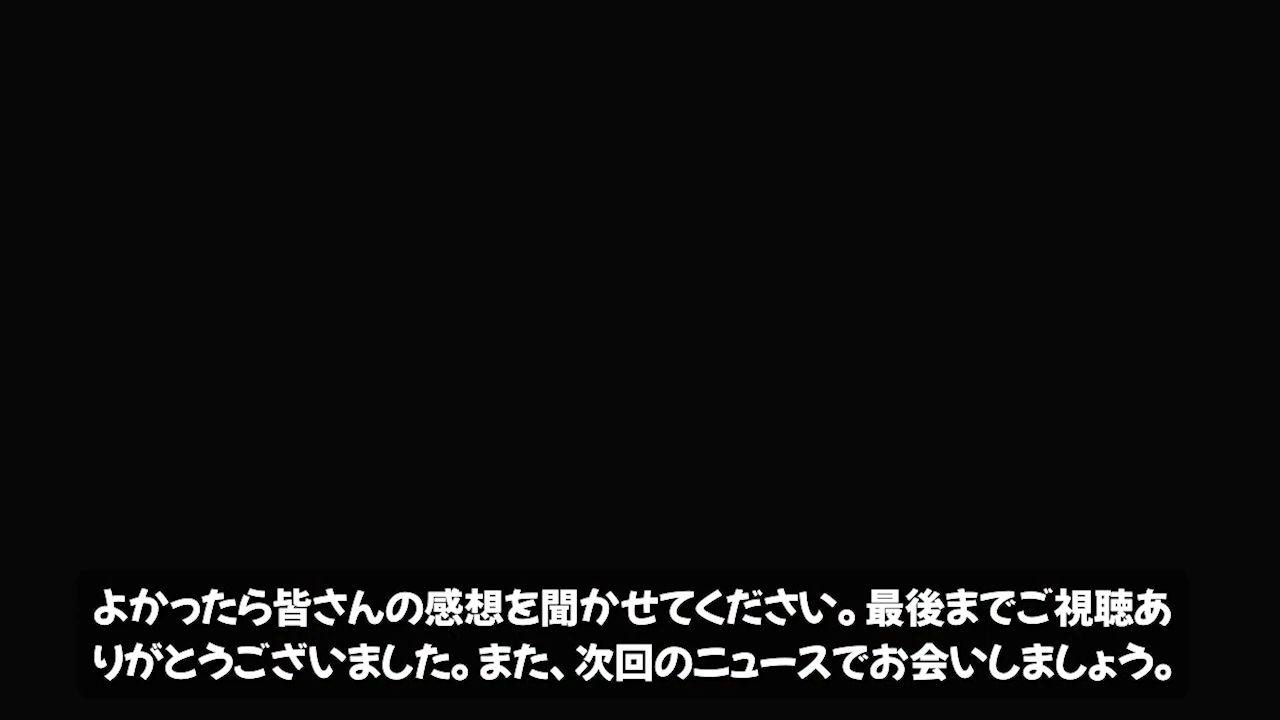 よかったら皆さんの感想を聞かせてください。最後までご視聴あ
りがとうございました。また、次回のニュースでお会いしましょう。